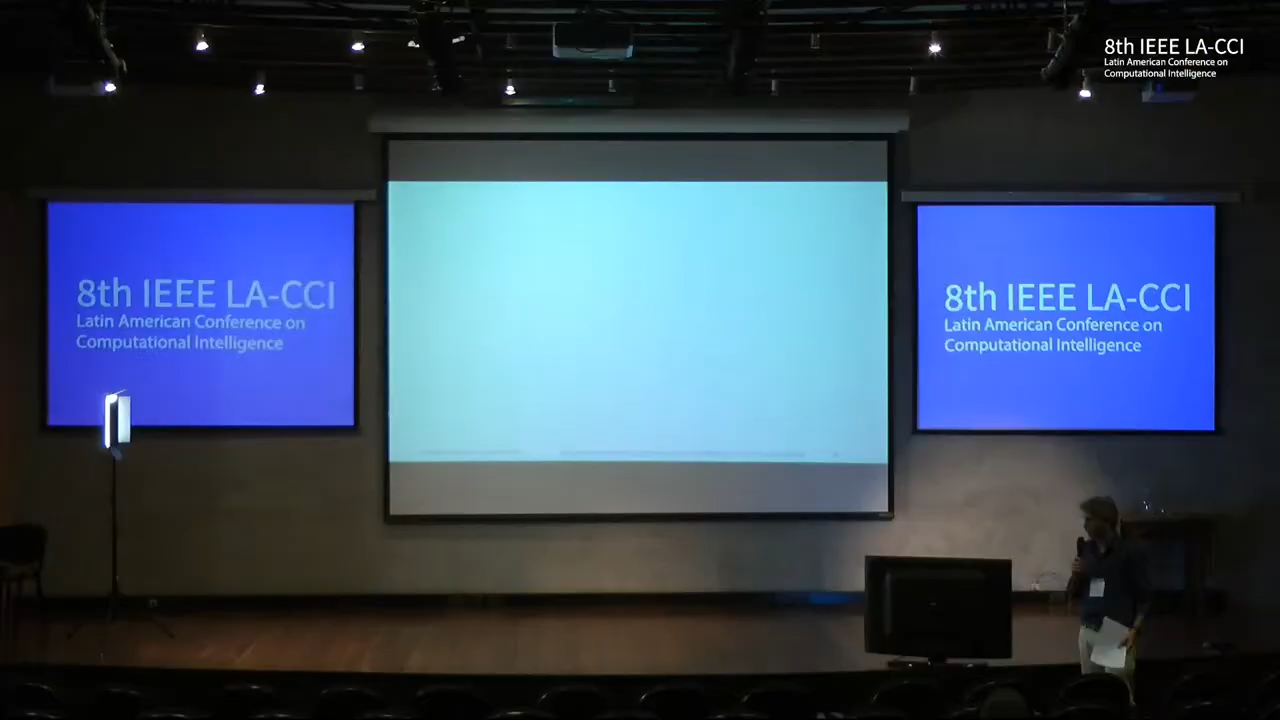 8th IEEE LA-CCI
Latin American Conference on
Computational Intelligence
8th IEEE LA-CCI
Latin American Conference on
Computational Intelligence
8th IEEE LA-CCI
Latin American Conference on
Computational Intelligence